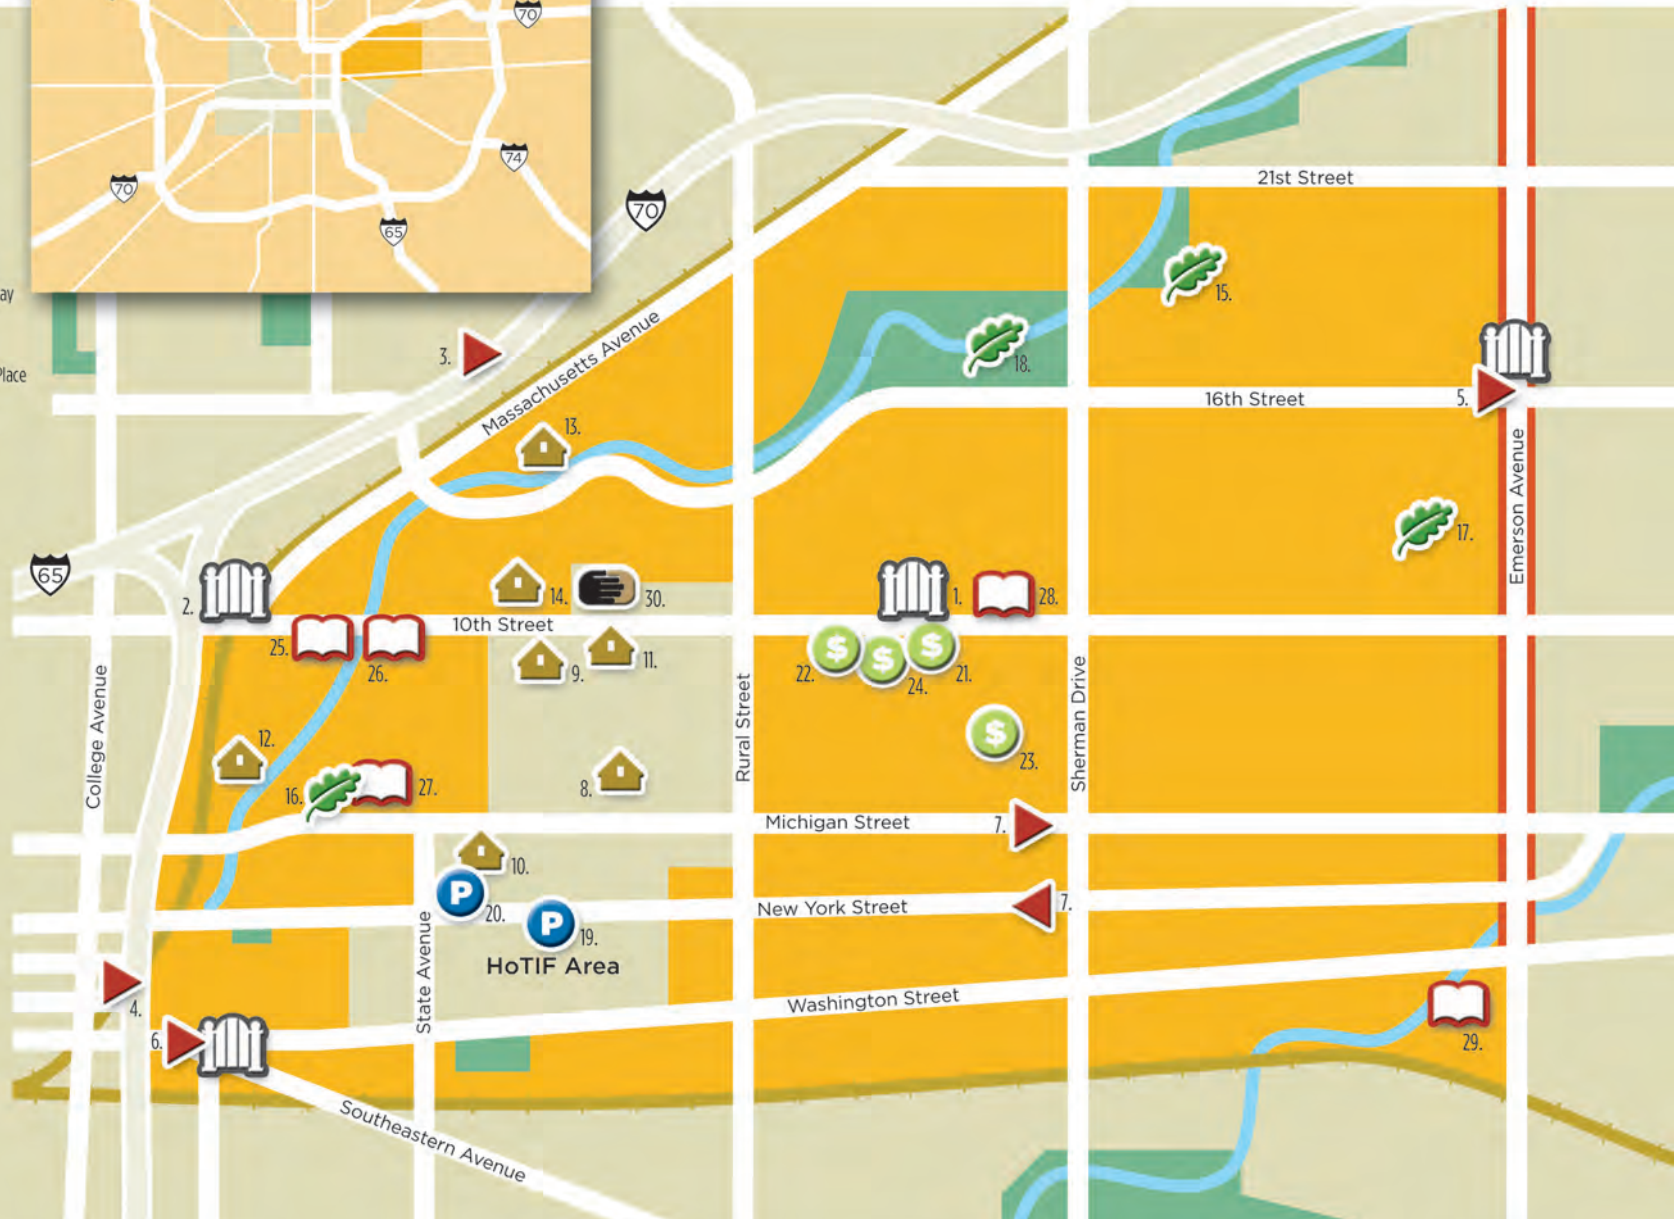 70
74
70
65
70
21st Street
15.
ay
Massachusetts Avenue
3.
18.
Place
16th Street
5.
13.
Emerson Avenue
17.
65
2.
14.
30.
1.
28.
10th Street
25.
26.
9.
11.
22.
24.
21.
College Avenue
Rural Street
Sherman Drive
12.
23.
8.
16.
27.
Michigan Street
7.
10.
P
20.
New York Street
7.
P
19.
HoTIF Area
State Avenue
Washington Street
4.
6.
29.
Southeastern Avenue
$
$
$
$